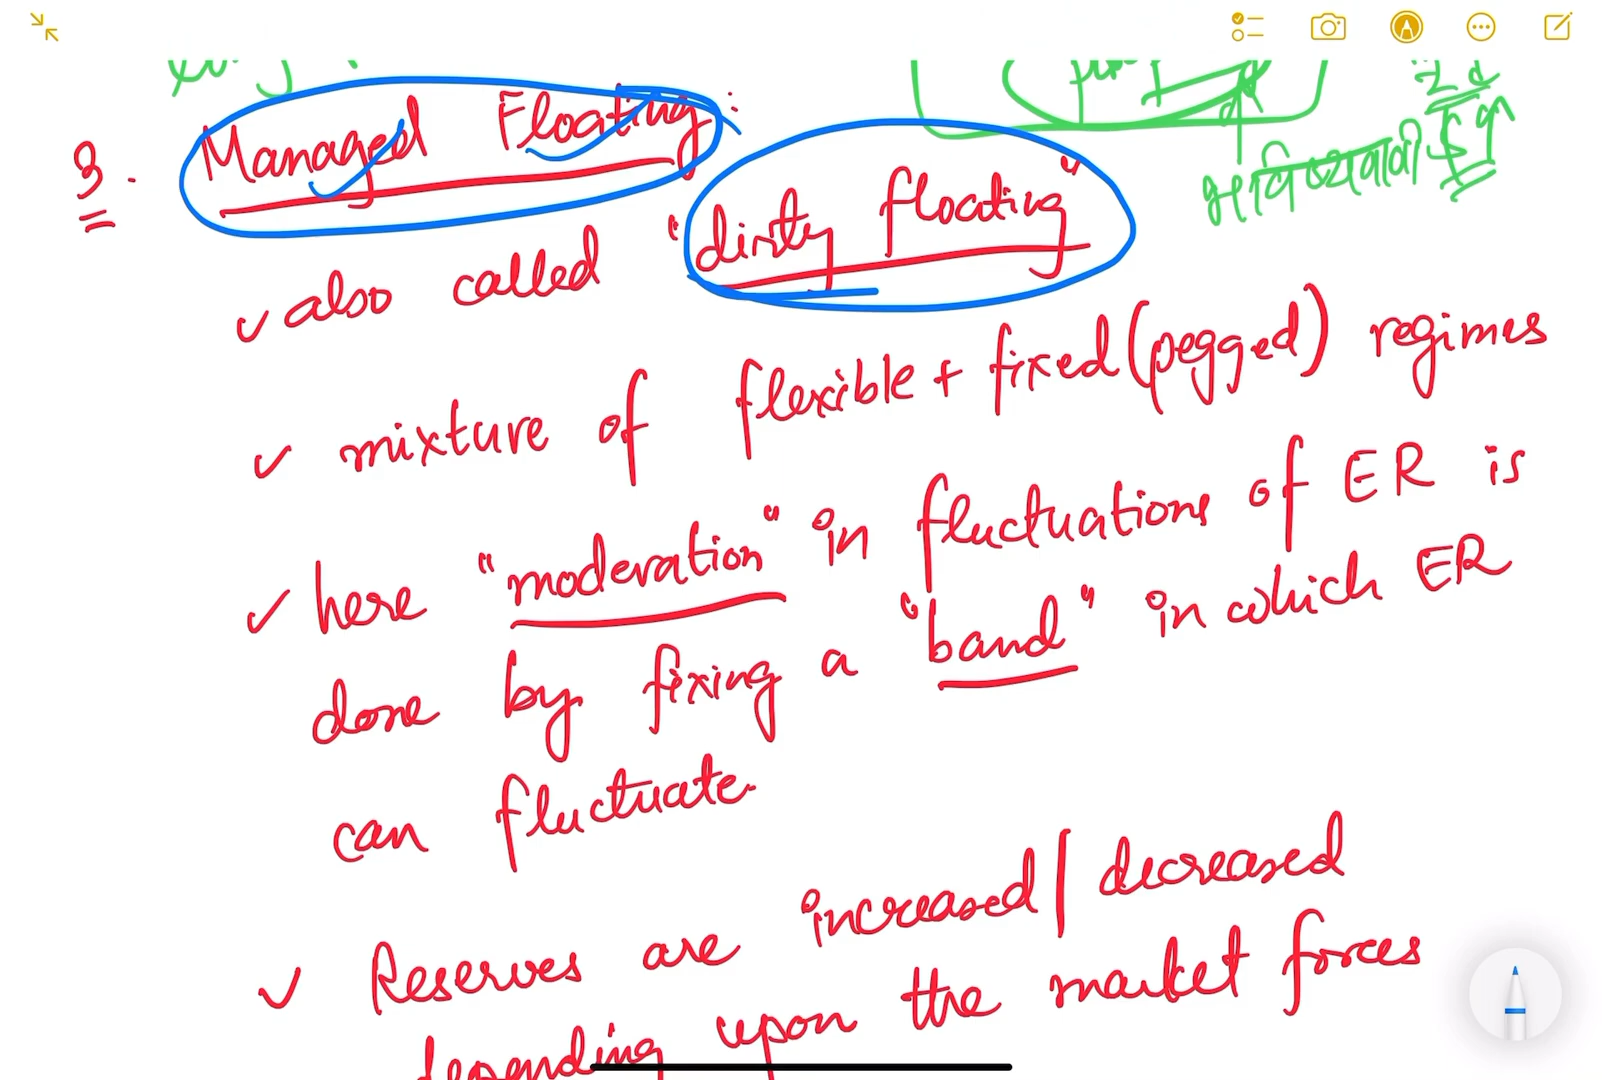 3. Managed Floating :
✓ also called "dirty floating"
✓ mixture of flexible + fixed (pegged) regimes
✓ here "moderation" in fluctuations of ER is
done by fixing a "band" in which ER
can fluctuate.
✓ Reserves are increased / decreased
depending upon the market forces